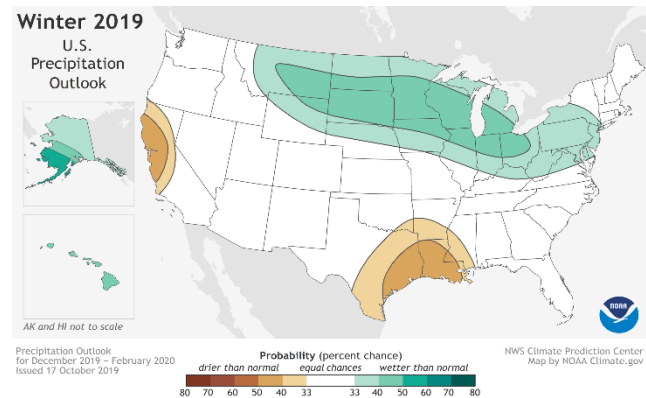 Winter 2019
U.S.
Precipitation
Outlook
AK and HI not to scale
NOAA
Precipitation Outlook
for December 2019 – February 2020
Issued 17 October 2019
NWS Climate Prediction Center
Map by NOAA Climate.gov
Probability (percent chance)
drier than normal equal chances wetter than normal
80 70 60 50 40 33 33 40 50 60 70 80